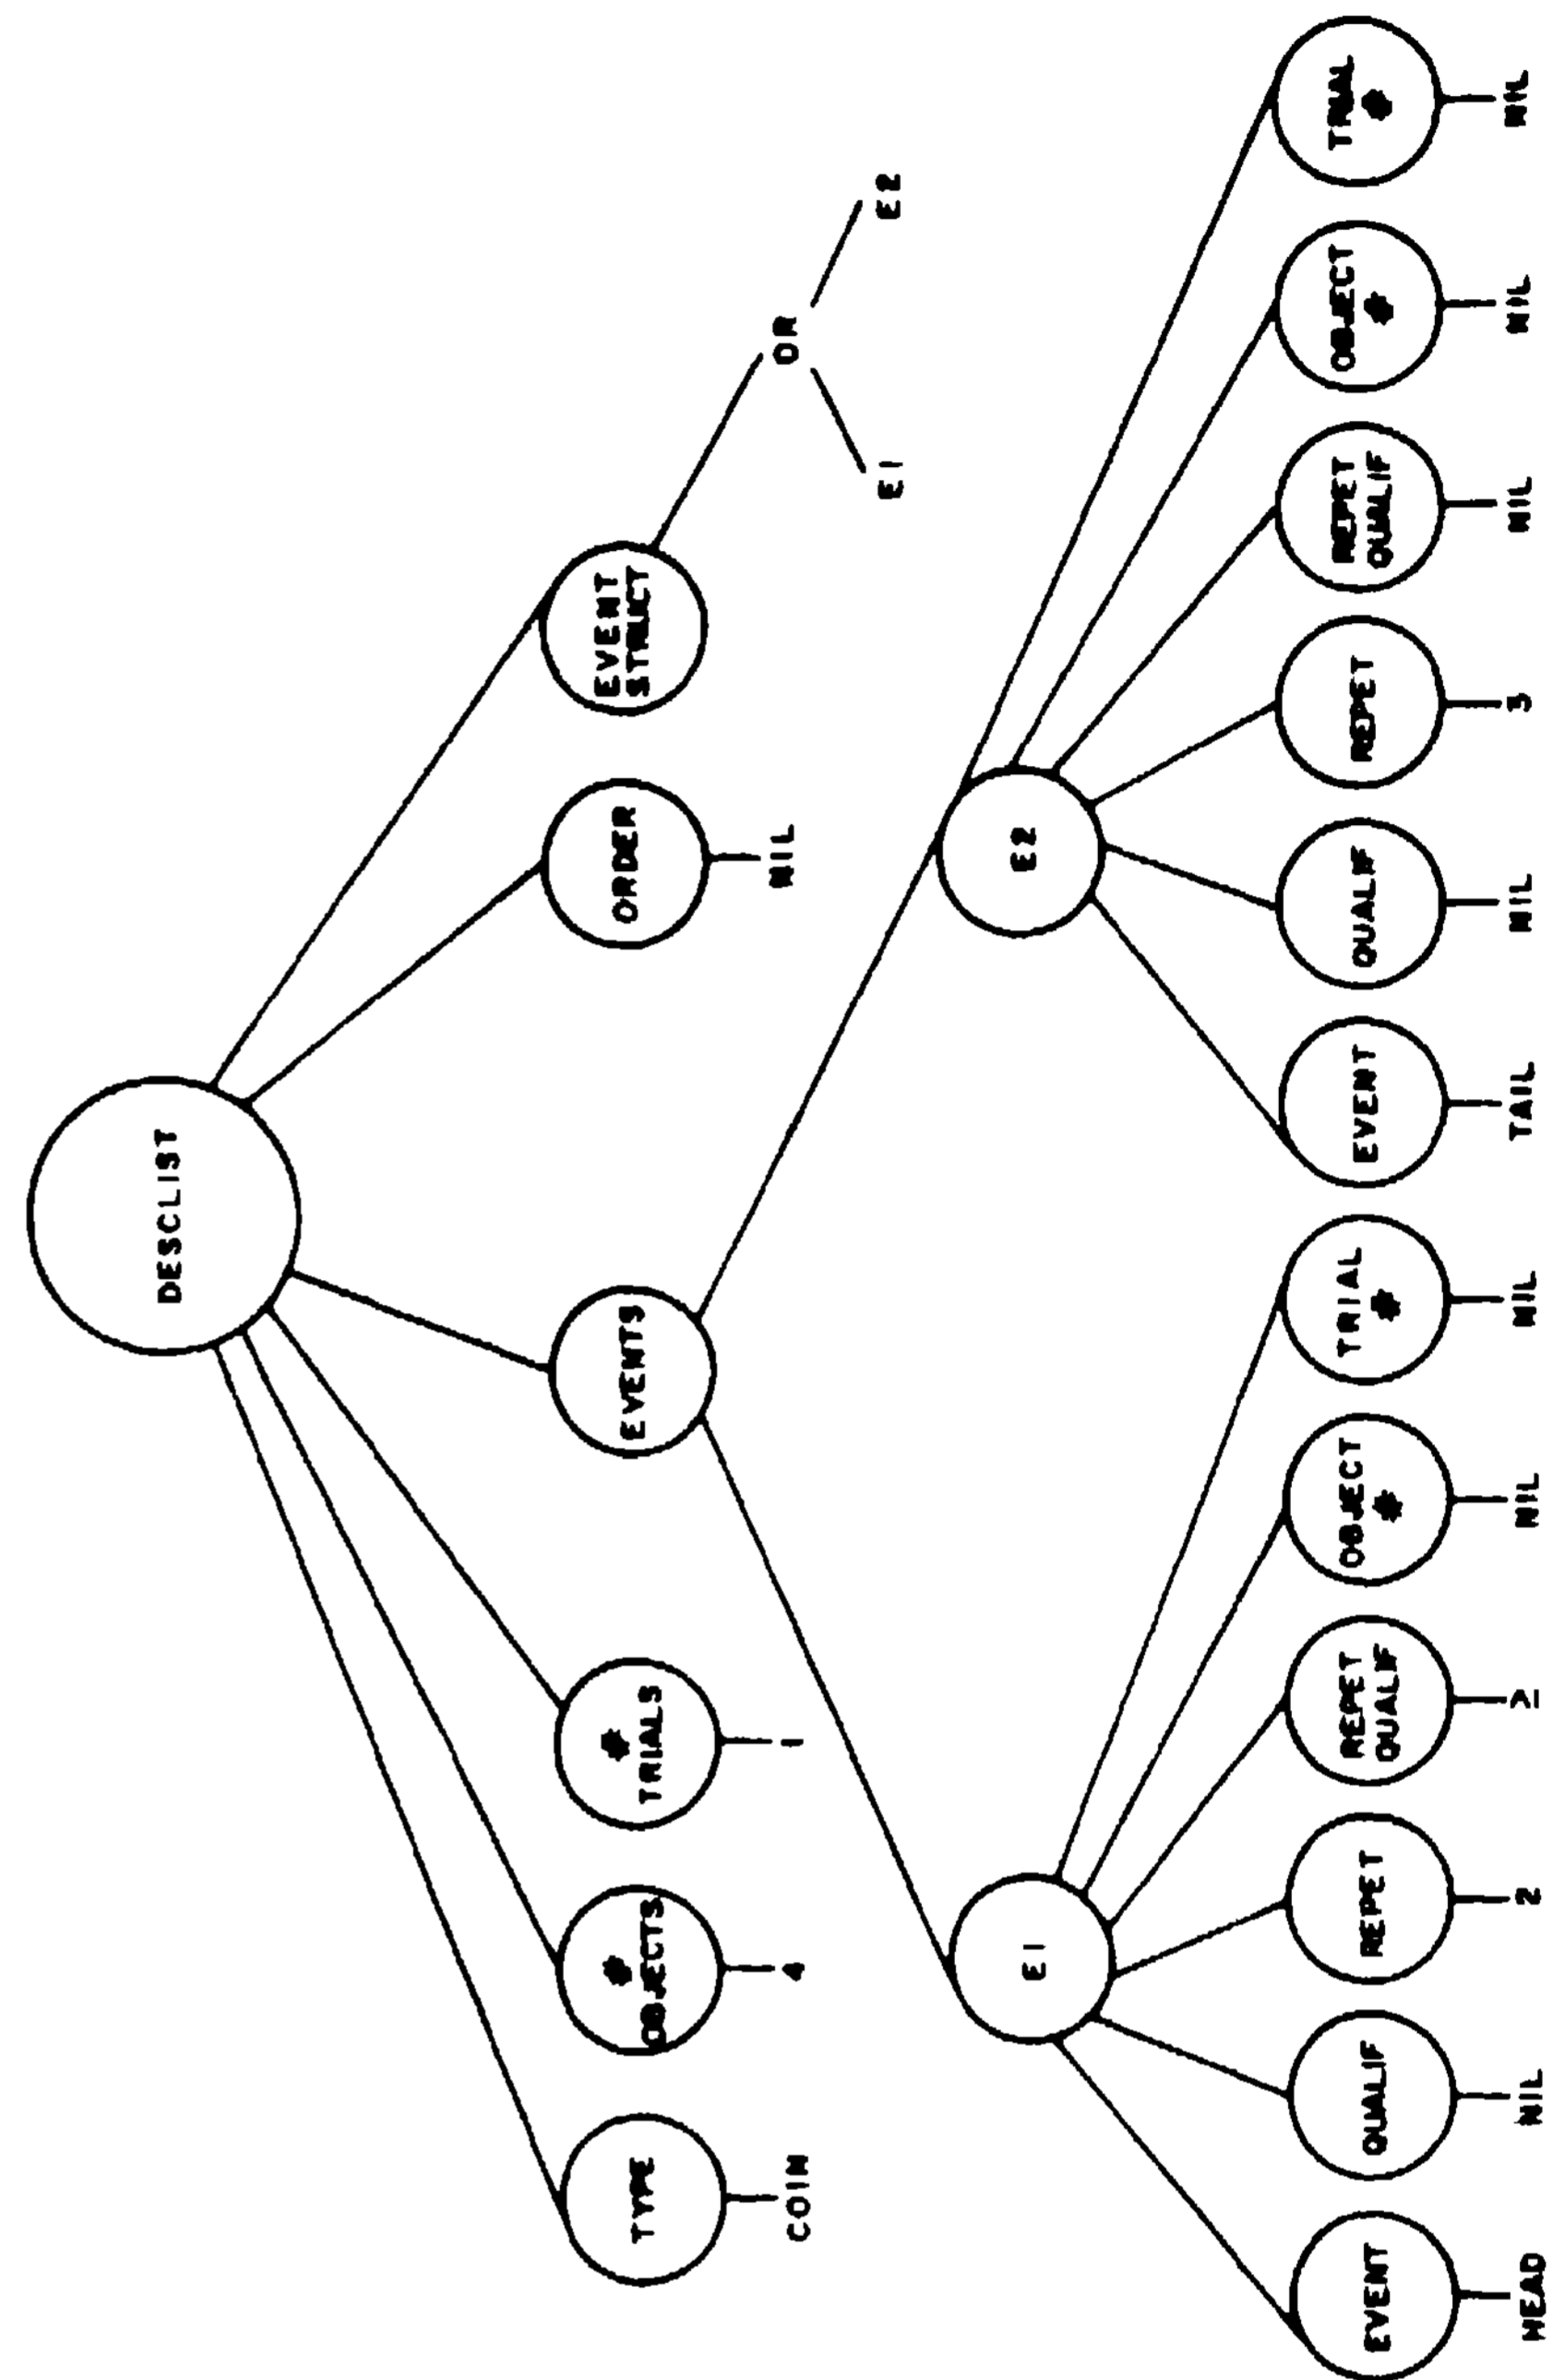 DESCLIST
TYPE
OBJECTS
TRIALS
EVENTS
ORDER
EVENT
STRUCT
COIN
4
1
NIL
OR
E1
E2
E1
E2
EVENT
QUALIF
REPET
REPET
QUALIF
OBJECT
TRIAL
EVENT
QUALIF
REPET
REPET
QUALIF
OBJECT
TRIAL
HEAD
NIL
2
≥
NIL
NIL
TAIL
NIL
3
NIL
NIL
NIL